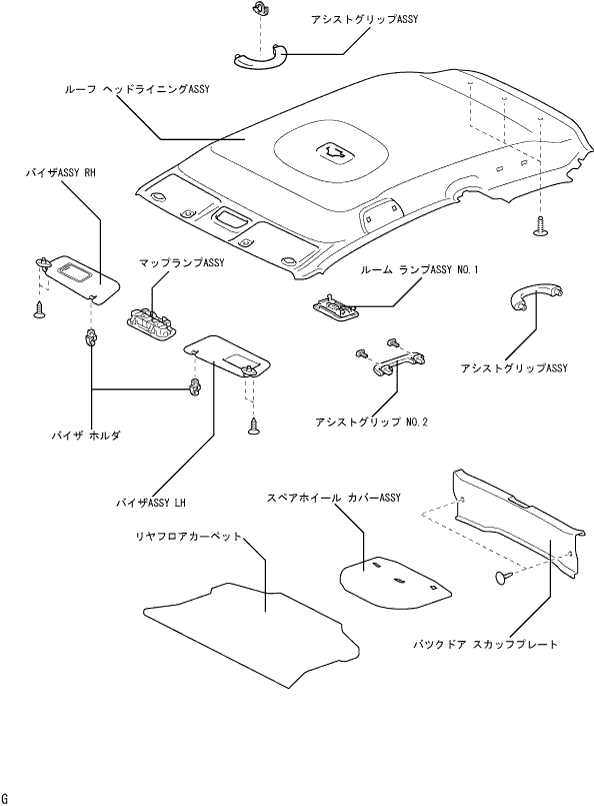 アシストグリップASSY
ルーフ ヘッドライニングASSY
バイザASSY RH
マップランプASSY
ルーム ランプASSY NO.1
アシストグリップASSY
アシストグリップ NO.2
バイザ ホルダ
バイザASSY LH
スペアホイール カバーASSY
リヤフロアカーペット
バツクドア スカッフプレート
G